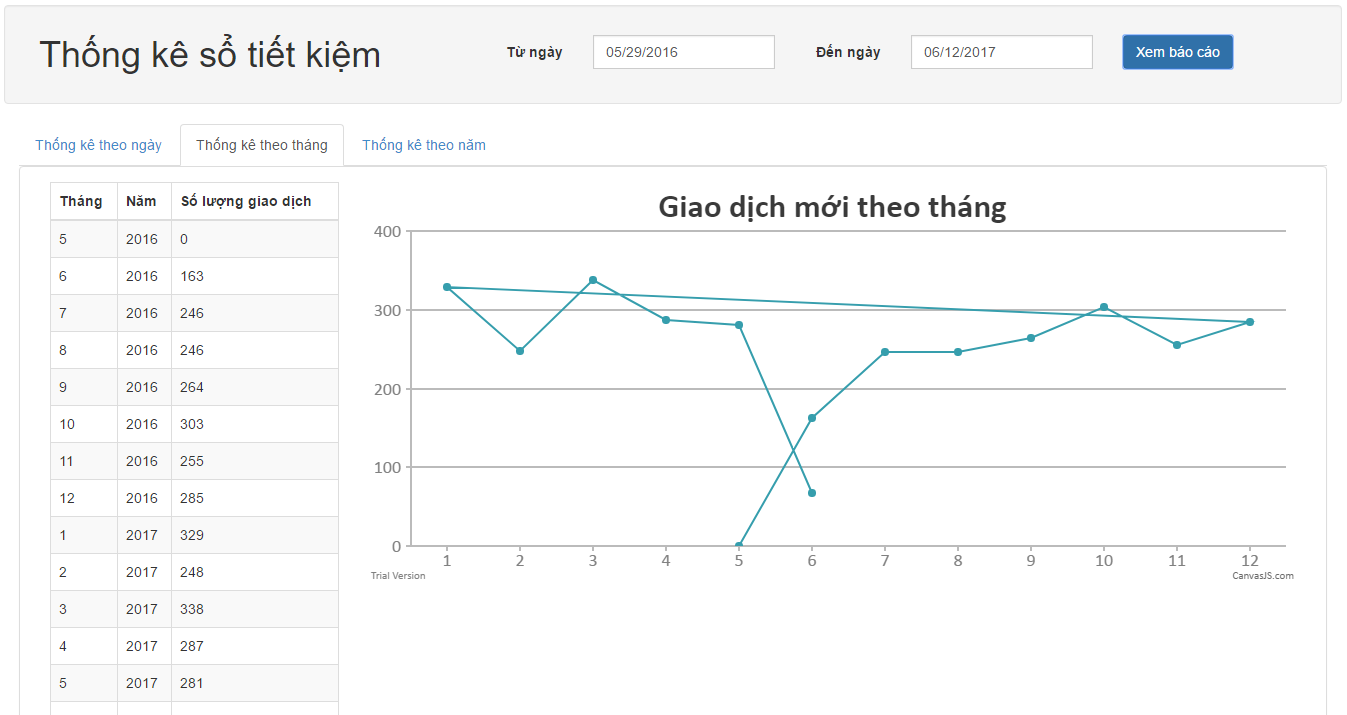 Thống kê sổ tiết kiệm
Từ ngày 05/29/2016 Đến ngày 06/12/2017 Xem báo cáo
Thống kê theo ngày Thống kê theo tháng Thống kê theo năm
Tháng Năm Số lượng giao dịch
5 2016 0
6 2016 163
7 2016 246
8 2016 246
9 2016 264
10 2016 303
11 2016 255
12 2016 285
1 2017 329
2 2017 248
3 2017 338
4 2017 287
5 2017 281
Giao dịch mới theo tháng
400
300
200
100
0
1 2 3 4 5 6 7 8 9 10 11 12
Trial Version CanvasJS.com